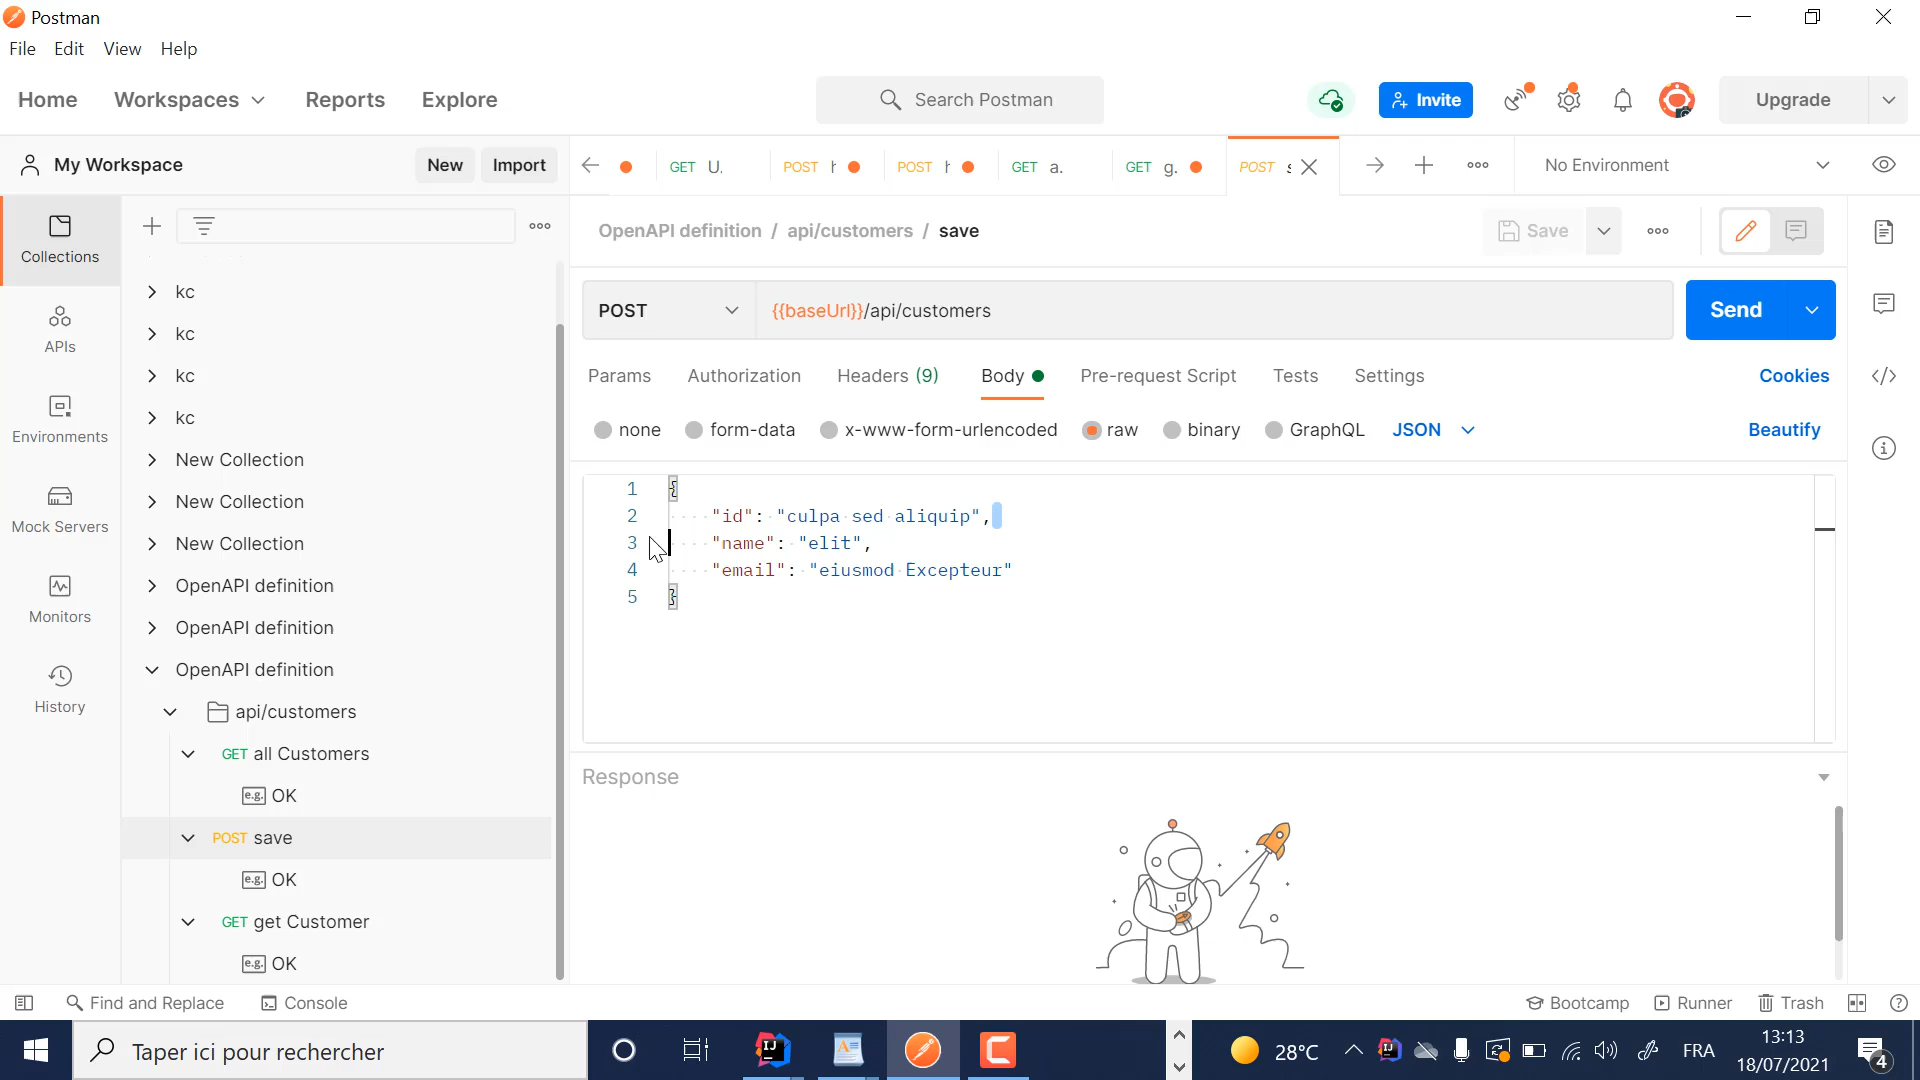 Postman
File Edit View Help
Home Workspaces Reports Explore
Search Postman
Invite
Upgrade
My Workspace New Import
GET U. POST POST GET a. GET g. POST
No Environment
Collections
APIs
Environments
Mock Servers
Monitors
History
kc
kc
kc
kc
New Collection
New Collection
New Collection
OpenAPI definition
OpenAPI definition
OpenAPI definition
api/customers
GET all Customers
e.g. OK
POST save
e.g. OK
GET get Customer
e.g. OK
OpenAPI definition / api/customers / save
Save
POST {{baseUrl}}/api/customers Send
Params Authorization Headers (9) Body Pre-request Script Tests Settings Cookies
none form-data x-www-form-urlencoded raw binary GraphQL JSON Beautify
1 {
2 "id": "culpa sed aliquip",
3 "name": "elit",
4 "email": "eiusmod Excepteur"
5 }
Response
Find and Replace Console Bootcamp Runner Trash
Taper ici pour rechercher
28°C FRA
13:13
18/07/2021
4